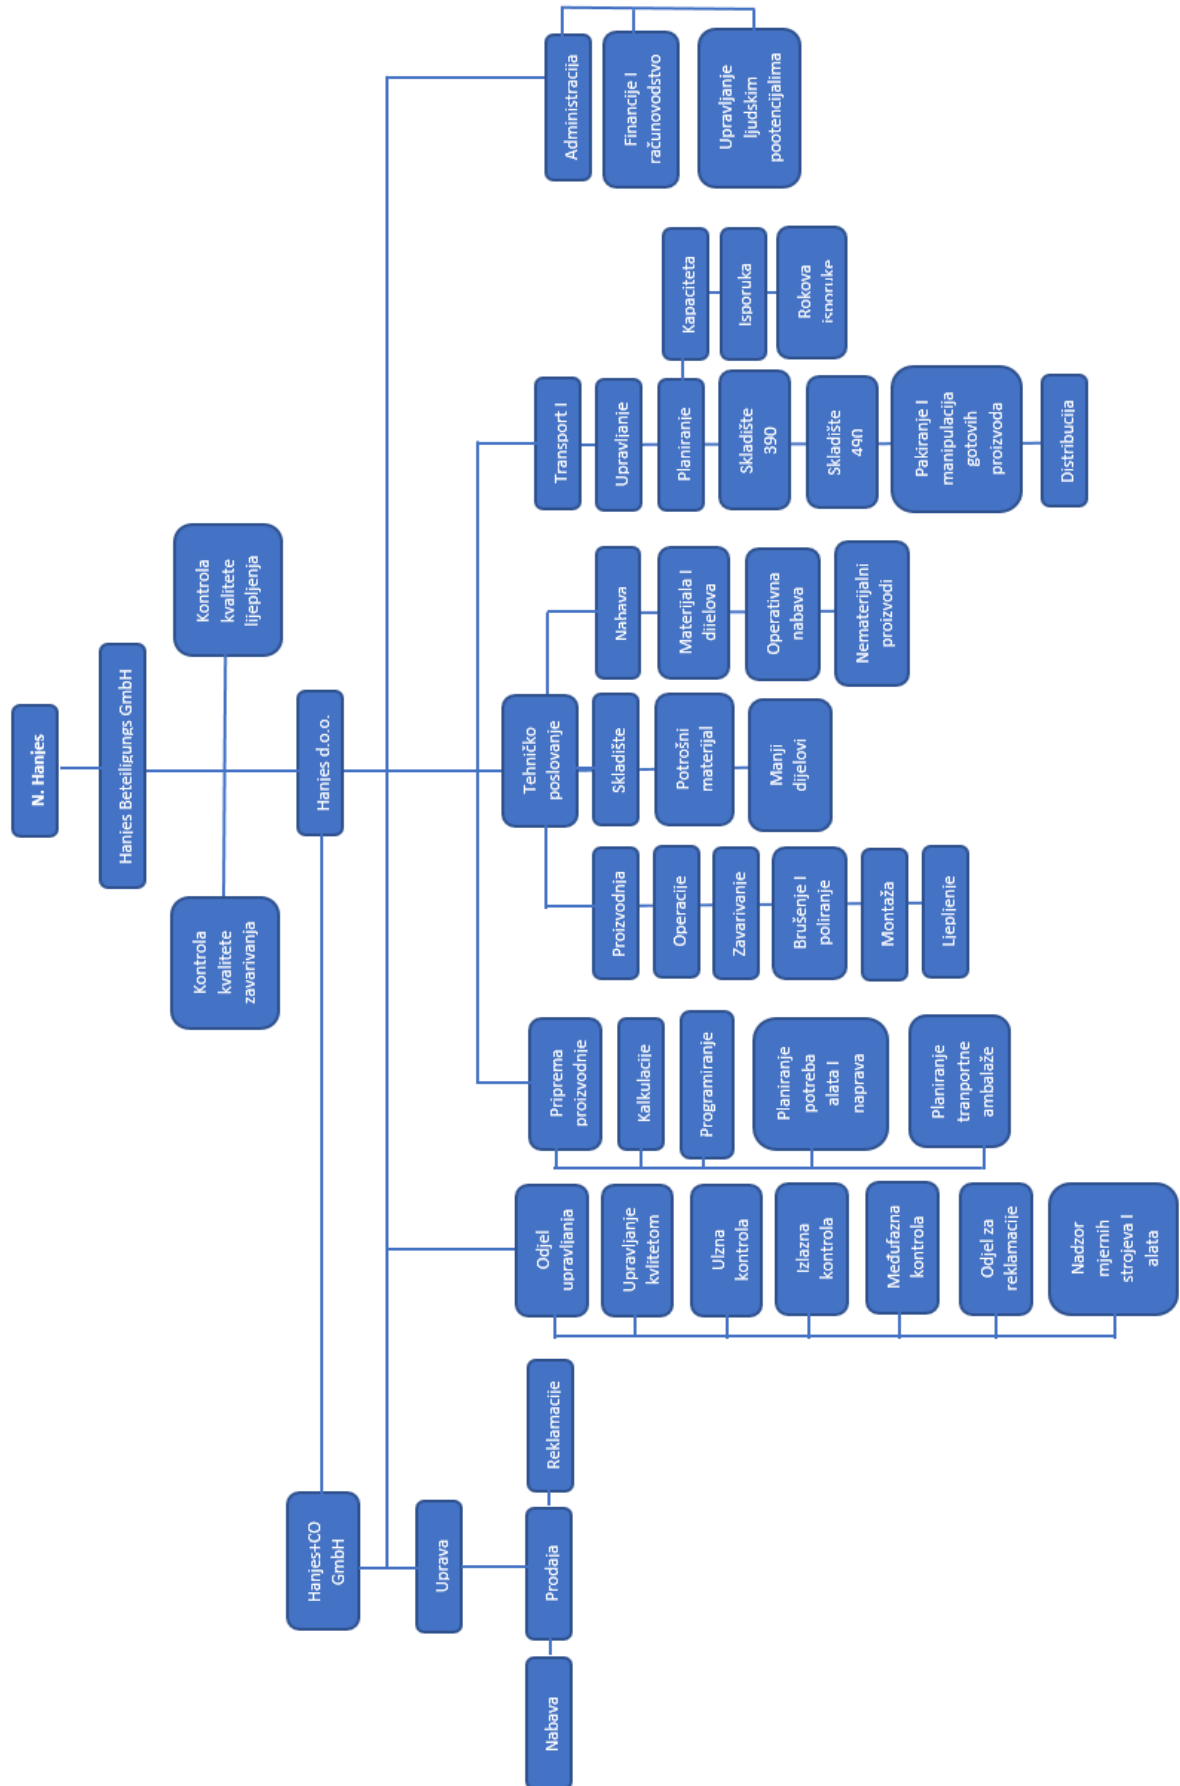 N. Hanjes
Hanjes Beteiligungs GmbH
Kontrola
kvalitete
zavarivanja
Kontrola
kvalitete
lijepljenja
Hanjes+CO
GmbH
Hanjes d.o.o.
Uprava
Nabava
Prodaja
Reklamacije
Odjel
upravljanja
Upravljanje
kvlitetom
Ulzna
kontrola
Izlazna
kontrola
Međufazna
kontrola
Odjel za
reklamacije
Nadzor
mjernih
strojeva I
alata
Priprema
proizvodnje
Kalkulacije
Programiranje
Planiranje
potreba
alata I
naprava
Planiranje
tranportne
ambalaže
Tehničko
poslovanje
Proizvodnja
Operacije
Zavarivanje
Brušenje I
poliranje
Montaža
Ljepljenje
Skladište
Potrošni
materijal
Manji
dijelovi
Nabava
Materijala I
dijelova
Operativna
nabava
Nematerijalni
proizvodi
Transport I
Upravljanje
Planiranje
Skladište
390
Skladište
490
Pakiranje I
manipulacija
gotovih
proizvoda
Distribucija
Kapaciteta
Isporuka
Rokova
isporuke
Administracija
Financije I
računovodstvo
Upravljanje
ljudskim
pootencijalima